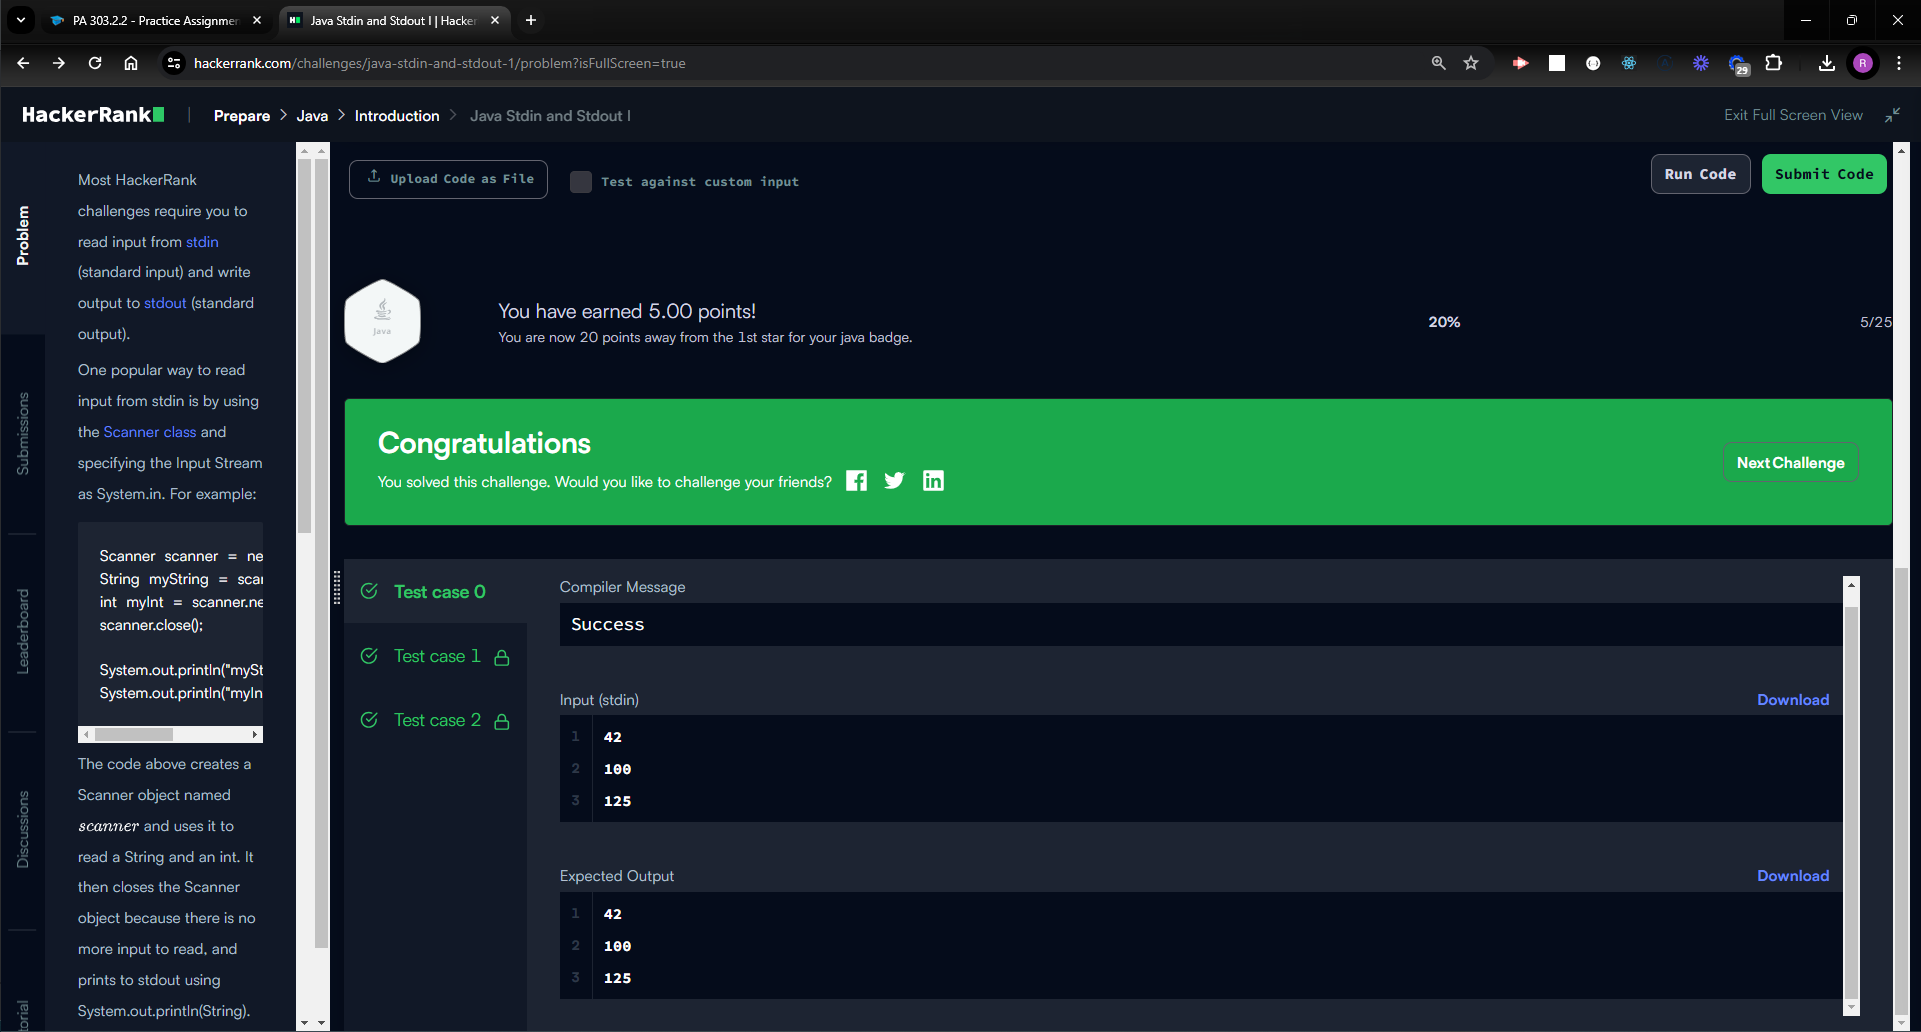 PA 303.2.2 - Practice Assignmen
Java Stdin and Stdout I | Hacker
hackerrank.com/challenges/java-stdin-and-stdout-1/problem?isFullScreen=true
29
R
HackerRank
Prepare > Java > Introduction > Java Stdin and Stdout I
Exit Full Screen View
Problem
Submissions
Leaderboard
Discussions
torial
Most HackerRank
challenges require you to
read input from stdin
(standard input) and write
output to stdout (standard
output).
One popular way to read
input from stdin is by using
the Scanner class and
specifying the Input Stream
as System.in. For example:
Scanner scanner = ne
String myString = scan
int myInt = scanner.ne
scanner.close();
System.out.println("mySt
System.out.println("myIn
The code above creates a
Scanner object named
scanner and uses it to
read a String and an int. It
then closes the Scanner
object because there is no
more input to read, and
prints to stdout using
System.out.println(String).
Upload Code as File
Test against custom input
Run Code
Submit Code
Java
You have earned 5.00 points!
You are now 20 points away from the 1st star for your java badge.
20%
5/25
Congratulations
You solved this challenge. Would you like to challenge your friends?
Next Challenge
Test case 0
Test case 1
Test case 2
Compiler Message
Success
Input (stdin)
Download
1 42
2 100
3 125
Expected Output
Download
1 42
2 100
3 125